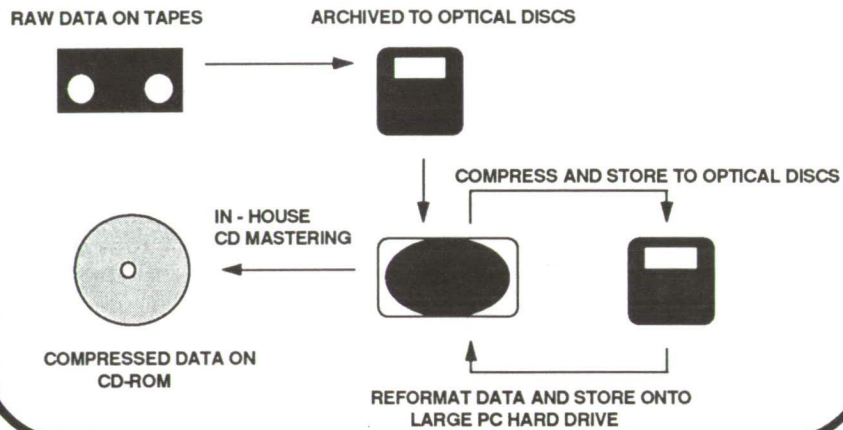 RAW DATA ON TAPES
ARCHIVED TO OPTICAL DISCS
COMPRESS AND STORE TO OPTICAL DISCS
IN - HOUSE
CD MASTERING
COMPRESSED DATA ON
CD-ROM
REFORMAT DATA AND STORE ONTO
LARGE PC HARD DRIVE